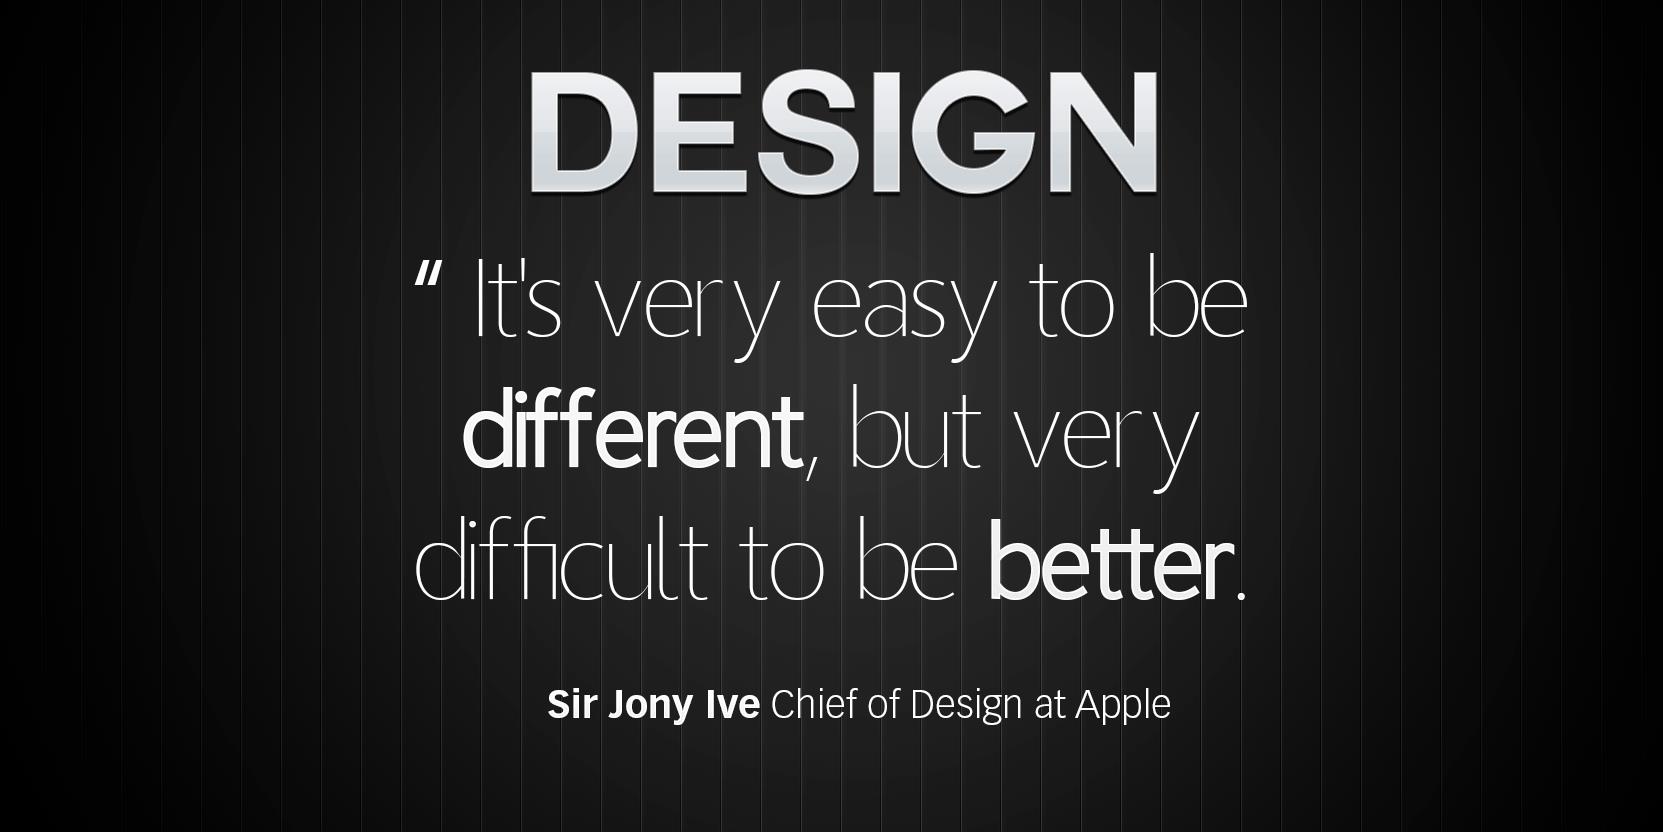 DESIGN
“ It's very easy to be
different, but very
difficult to be better.
Sir Jony Ive Chief of Design at Apple